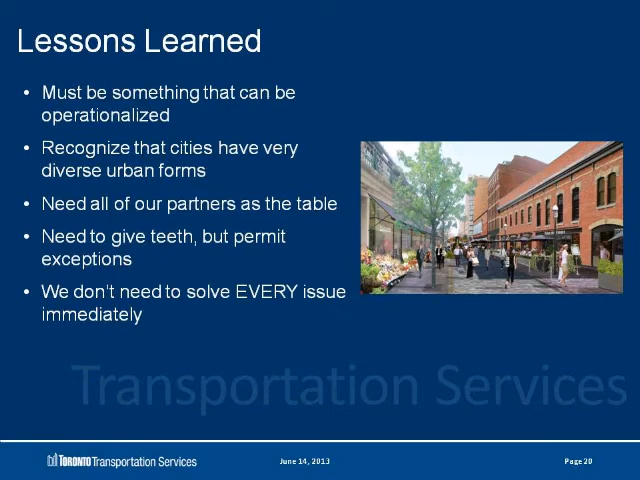 Lessons Learned
• Must be something that can be
operationalized
• Recognize that cities have very
diverse urban forms
• Need all of our partners as the table
• Need to give teeth, but permit
exceptions
• We don't need to solve EVERY issue
immediately
Transportation Services
TORONTO Transportation Services
June 14, 2013
Page 20